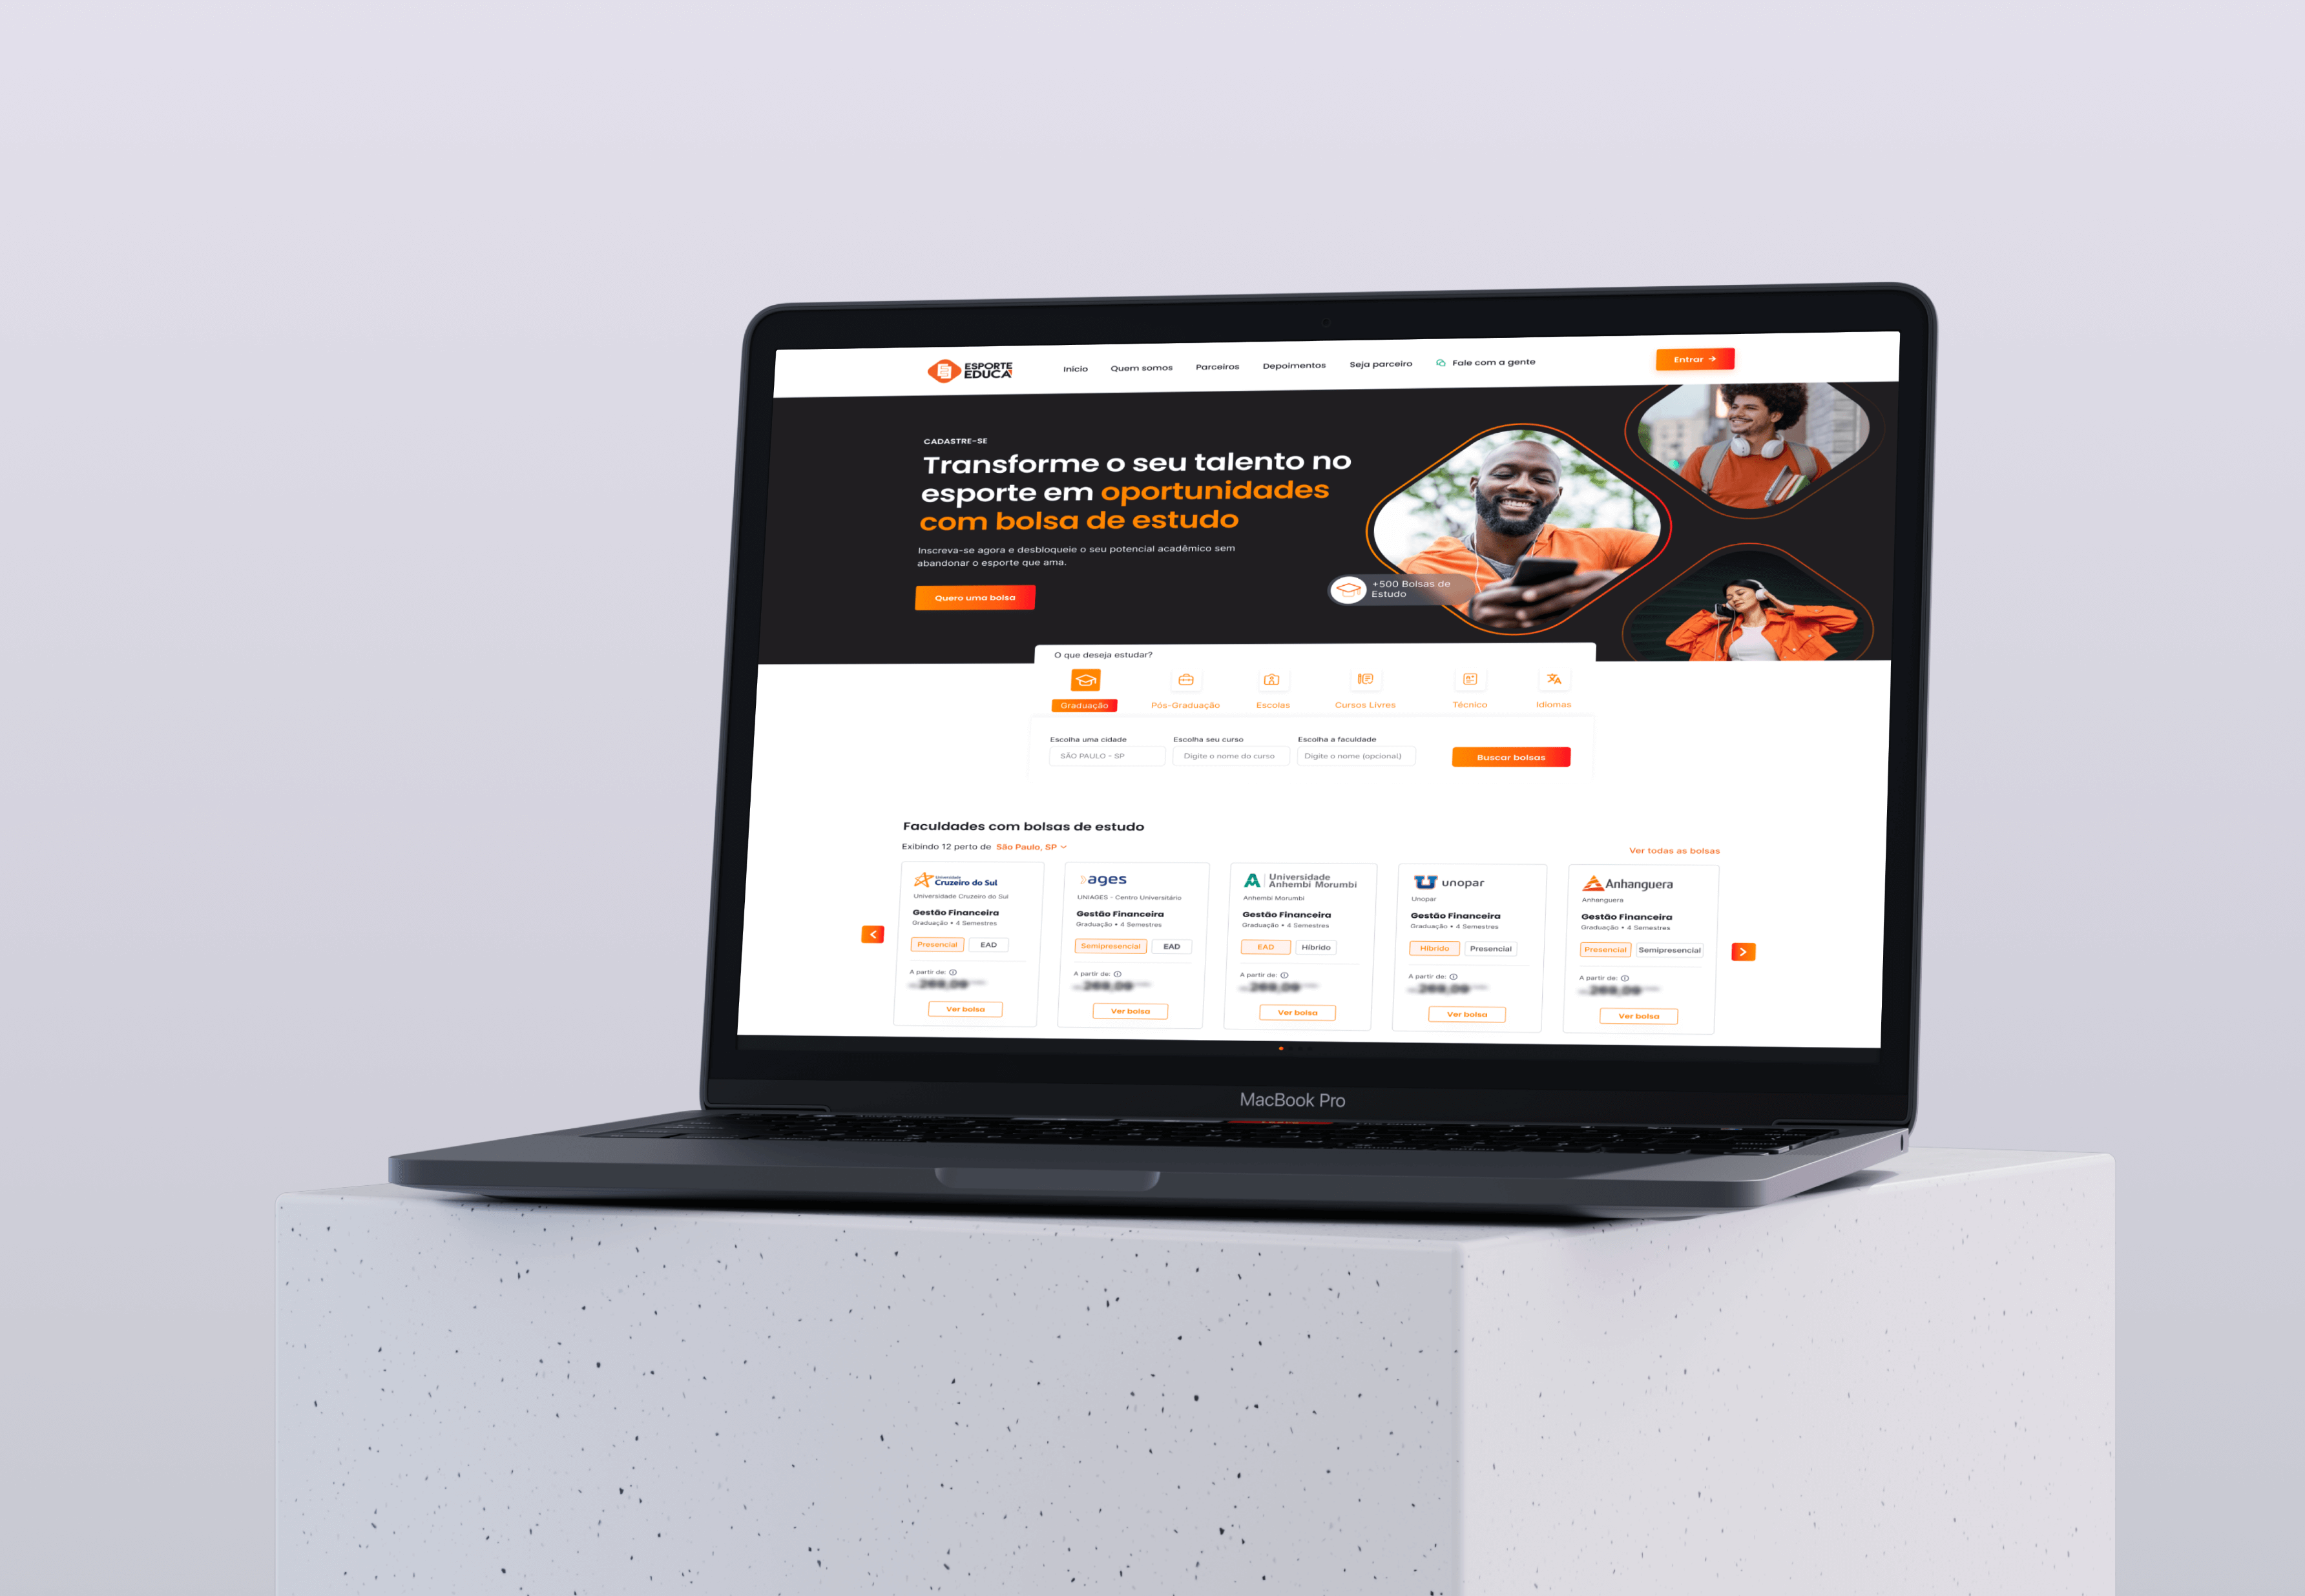 ESPORTE
EDUCA
Início
Quem somos
Parceiros
Depoimentos
Seja parceiro
Fale com a gente
Entrar →
CADASTRE-SE
Transforme o seu talento no
esporte em oportunidades
com bolsa de estudo
Inscreva-se agora e desbloqueie o seu potencial acadêmico sem
abandonar o esporte que ama.
Quero uma bolsa
+500 Bolsas de
Estudo
O que deseja estudar?
Graduação
Pós-Graduação
Escolas
Cursos Livres
Técnico
Idiomas
Escolha uma cidade
Escolha seu curso
Escolha a faculdade
SÃO PAULO - SP
Digite o nome do curso
Digite o nome (opcional)
Buscar bolsas
Faculdades com bolsas de estudo
Exibindo 12 perto de São Paulo, SP
Ver todas as bolsas
Universidade
Cruzeiro do Sul
Universidade Cruzeiro do Sul
Gestão Financeira
Graduação • 4 Semestres
Presencial
EAD
A partir de:
Ver bolsa
ages
UNIAGES - Centro Universitário
Gestão Financeira
Graduação • 4 Semestres
Semipresencial
EAD
A partir de:
Ver bolsa
Universidade
Anhembi Morumbi
Anhembi Morumbi
Gestão Financeira
Graduação • 4 Semestres
EAD
Híbrido
A partir de:
Ver bolsa
unopar
Unopar
Gestão Financeira
Graduação • 4 Semestres
Híbrido
Presencial
A partir de:
Ver bolsa
Anhanguera
Anhanguera
Gestão Financeira
Graduação • 4 Semestres
Presencial
Semipresencial
A partir de:
Ver bolsa
MacBook Pro